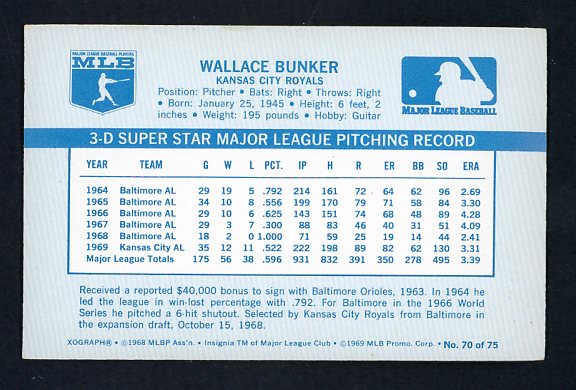 MAJOR LEAGUE BASEBALL PLAYERS
MLB
WALLACE BUNKER
KANSAS CITY ROYALS
Position: Pitcher • Bats: Right • Throws: Right
• Born: January 25, 1945 • Height: 6 feet, 2
inches • Weight: 195 pounds • Hobby: Guitar
MAJOR LEAGUE BASEBALL
3-D SUPER STAR MAJOR LEAGUE PITCHING RECORD
YEAR TEAM G W L PCT. IP H R ER BB SO ERA
1964 Baltimore AL 29 19 5 .792 214 161 72 64 62 96 2.69
1965 Baltimore AL 34 10 8 .556 199 170 79 71 58 84 3.30
1966 Baltimore AL 29 10 6 .625 143 151 74 68 48 89 4.28
1967 Baltimore AL 29 3 7 .300 88 83 46 40 31 51 4.09
1968 Baltimore AL 18 2 0 1.000 71 59 25 19 14 44 2.41
1969 Kansas City AL 35 12 11 .522 222 198 89 82 62 130 3.31
Major League Totals 175 56 38 .596 931 832 391 350 278 495 3.39
Received a reported $40,000 bonus to sign with Baltimore Orioles, 1963. In 1964 he
led the league in win-lost percentage with .792. For Baltimore in the 1966 World
Series he pitched a 6-hit shutout. Selected by Kansas City Royals from Baltimore in
the expansion draft, October 15, 1968.
XOGRAPH® • ©1968 MLBP Ass'n. • Insignia TM of Major League Club • ©1969 MLB Promo. Corp. • No. 70 of 75